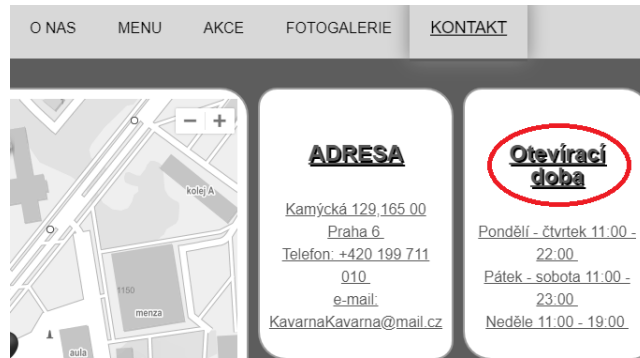 O NAS MENU AKCE FOTOGALERIE KONTAKT
− +
kolej A
1150
menza
aula
ADRESA
Kamýcká 129,165 00
Praha 6
Telefon: +420 199 711
010
e-mail:
KavarnaKavarna@mail.cz
Otevírací
doba
Pondělí - čtvrtek 11:00 -
22:00
Pátek - sobota 11:00 -
23:00
Neděle 11:00 - 19:00